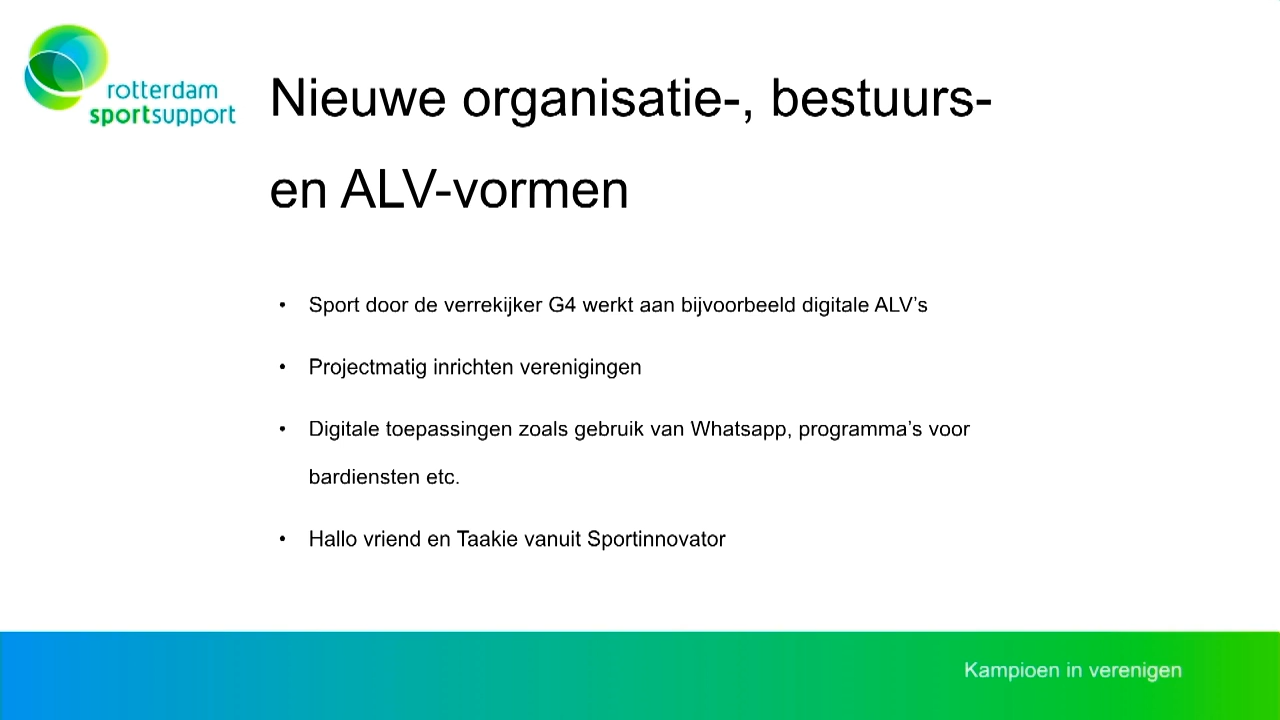 rotterdam
sportsupport
Nieuwe organisatie-, bestuurs-
en ALV-vormen
• Sport door de verrekijker G4 werkt aan bijvoorbeeld digitale ALV’s
• Projectmatig inrichten verenigingen
• Digitale toepassingen zoals gebruik van Whatsapp, programma’s voor
bardiensten etc.
• Hallo vriend en Taakie vanuit Sportinnovator
Kampioen in verenigen